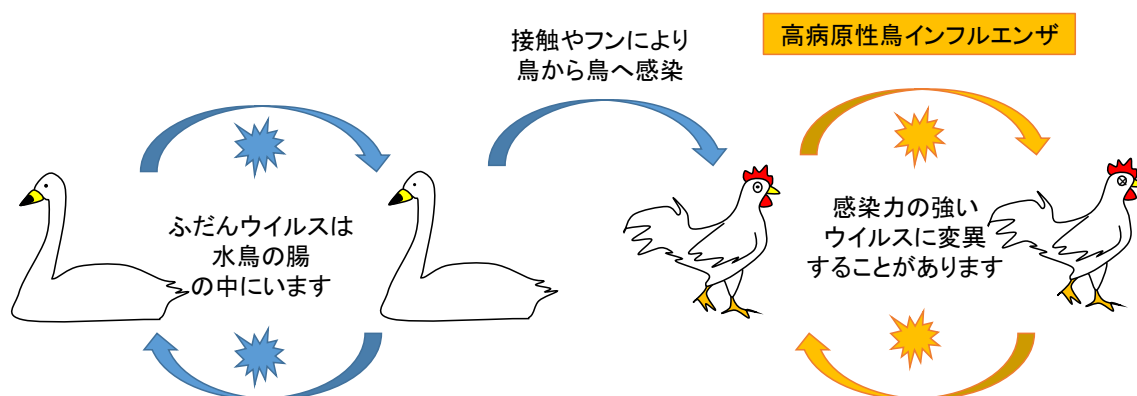 接触やフンにより
鳥から鳥へ感染
高病原性鳥インフルエンザ
ふだんウイルスは
水鳥の腸
の中にいます
感染力の強い
ウイルスに変異
することがあります